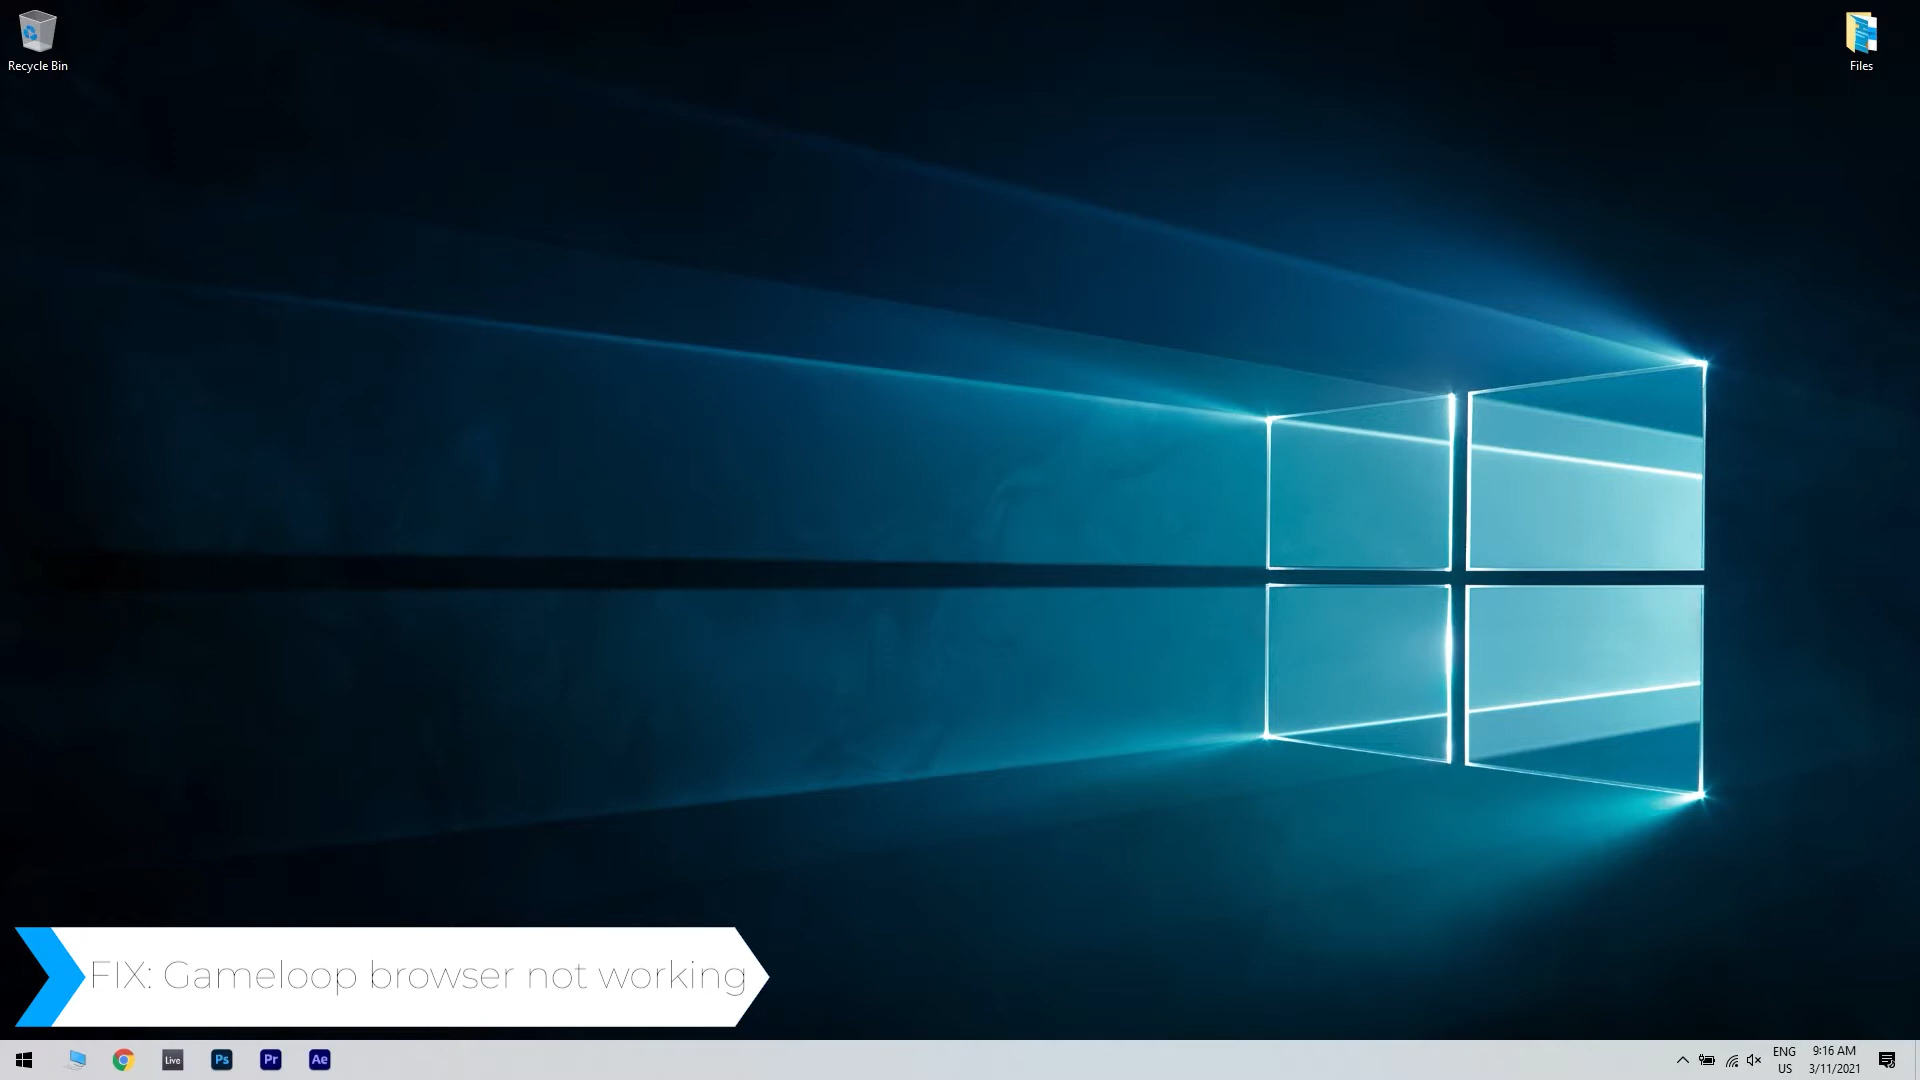 Recycle Bin
Files
FIX: Gameloop browser not working
Live
Ps
Pr
Ae
ENG
US
9:16 AM
3/11/2021